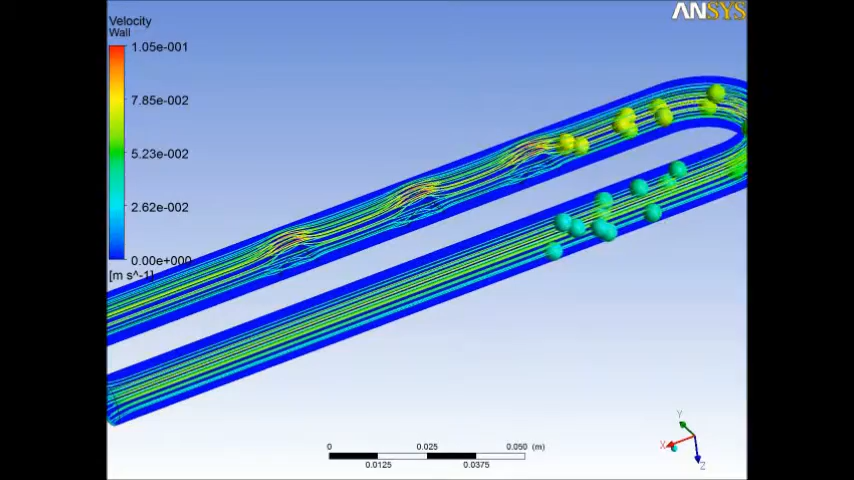 ANSYS
Velocity
Wall
1.05e-001
7.85e-002
5.23e-002
2.62e-002
0.00e+000
[m s^-1]
0 0.025 0.050 (m)
0.0125 0.0375
Y
X
Z